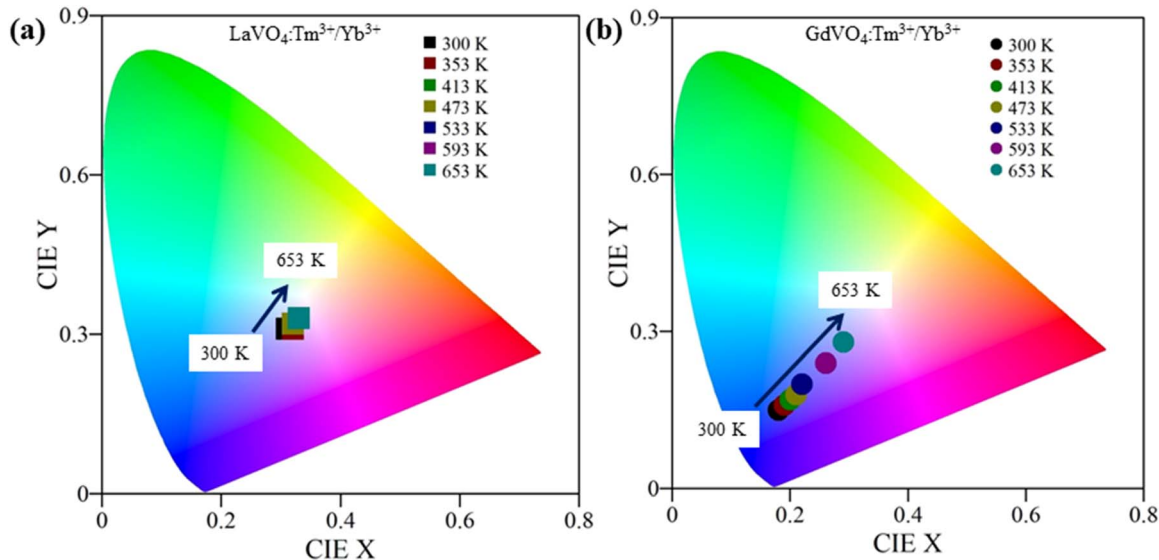 (a)
LaVO₄:Tm³⁺/Yb³⁺
300 K
353 K
413 K
473 K
533 K
593 K
653 K
653 K
300 K
0.9
0.6
0.3
0
CIE Y
0
0.2
0.4
0.6
0.8
CIE X
(b)
GdVO₄:Tm³⁺/Yb³⁺
300 K
353 K
413 K
473 K
533 K
593 K
653 K
653 K
300 K
0.9
0.6
0.3
0
CIE Y
0
0.2
0.4
0.6
0.8
CIE X